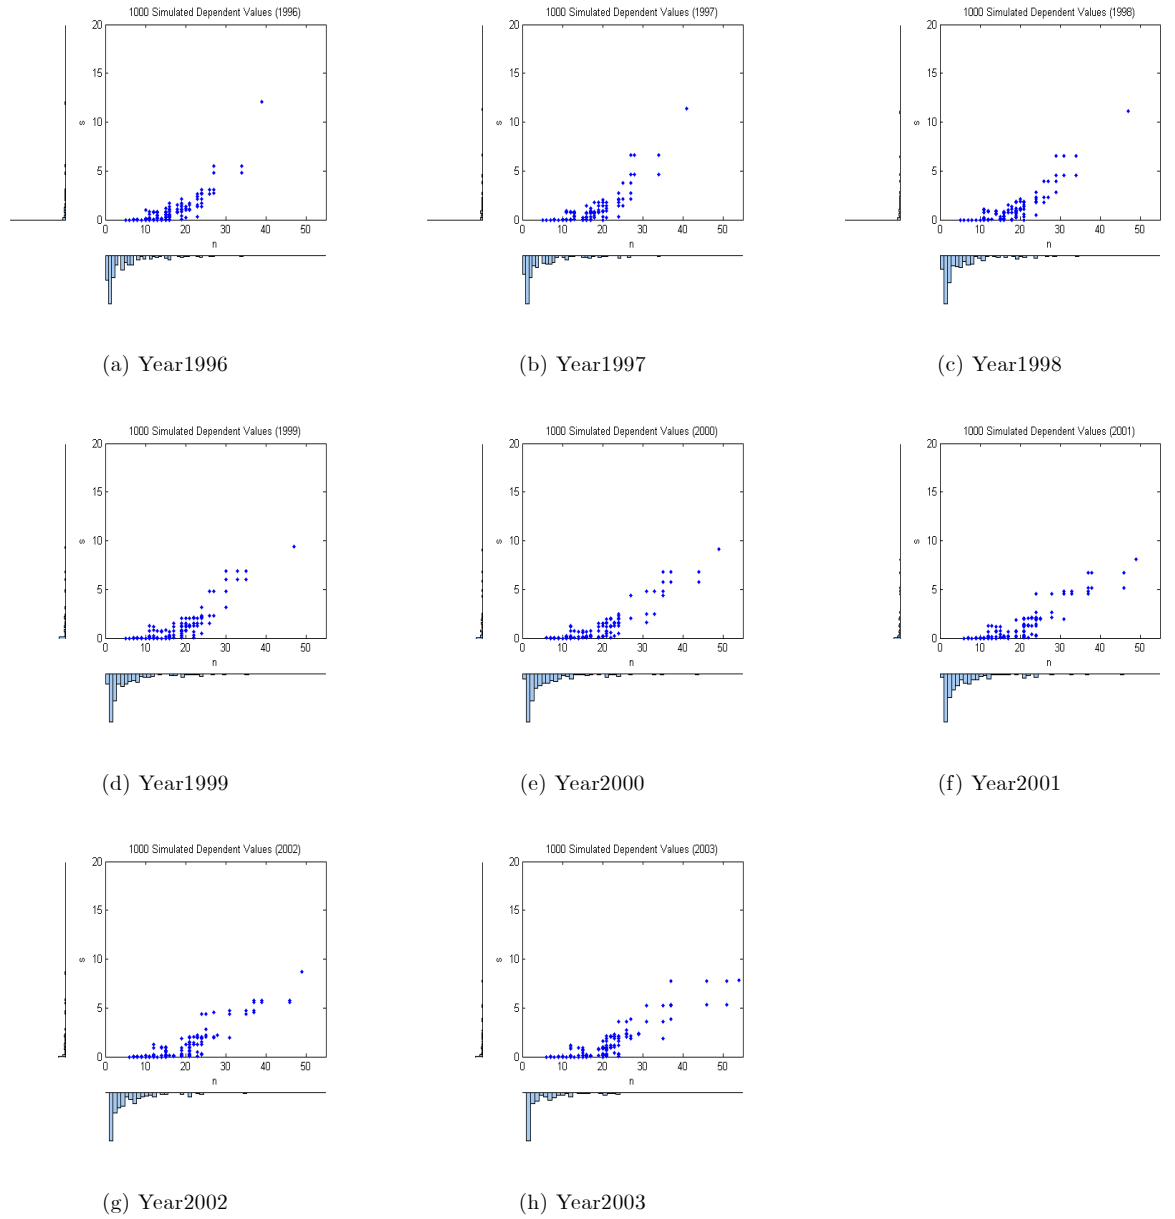 1000 Simulated Dependent Values (1996)
20
15
10
5
0
s
0 10 20 30 40 50
n
(a) Year1996
1000 Simulated Dependent Values (1997)
20
15
10
5
0
s
0 10 20 30 40 50
n
(b) Year1997
1000 Simulated Dependent Values (1998)
20
15
10
5
0
s
0 10 20 30 40 50
n
(c) Year1998
1000 Simulated Dependent Values (1999)
20
15
10
5
0
s
0 10 20 30 40 50
n
(d) Year1999
1000 Simulated Dependent Values (2000)
20
15
10
5
0
s
0 10 20 30 40 50
n
(e) Year2000
1000 Simulated Dependent Values (2001)
20
15
10
5
0
s
0 10 20 30 40 50
n
(f) Year2001
1000 Simulated Dependent Values (2002)
20
15
10
5
0
s
0 10 20 30 40 50
n
(g) Year2002
1000 Simulated Dependent Values (2003)
20
15
10
5
0
s
0 10 20 30 40 50
n
(h) Year2003